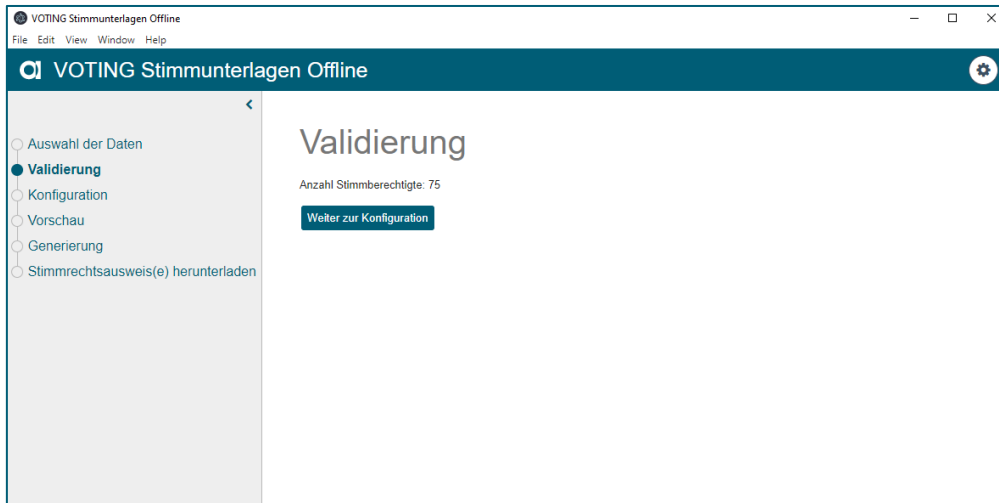 VOTING Stimmunterlagen Offline
File Edit View Window Help
VOTING Stimmunterlagen Offline
Auswahl der Daten
Validierung
Konfiguration
Vorschau
Generierung
Stimmrechtsausweis(e) herunterladen
Validierung
Anzahl Stimmberechtigte: 75
Weiter zur Konfiguration